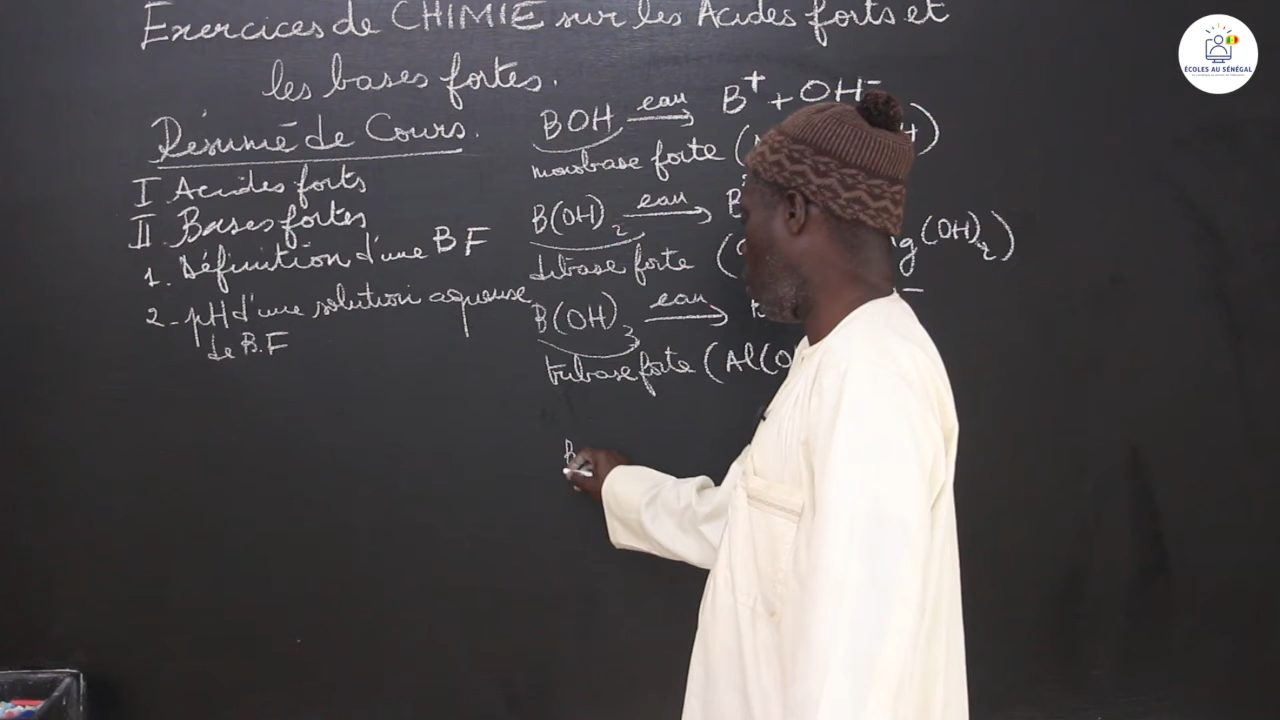 Exercices de CHIMIE sur les Acides forts et
les bases fortes.
Résumé de Cours.
I Acides forts
II Bases fortes
1. Définition d'une BF
2- pH d'une solution aqueuse
de B.F
BOH eau → B⁺ + OH⁻
monobase forte (
H)
B(OH)₂ eau → B
dibase forte (
g(OH)₂)
B(OH)₃ eau → B
tribase forte (Al(O
B
ÉCOLES AU SÉNÉGAL